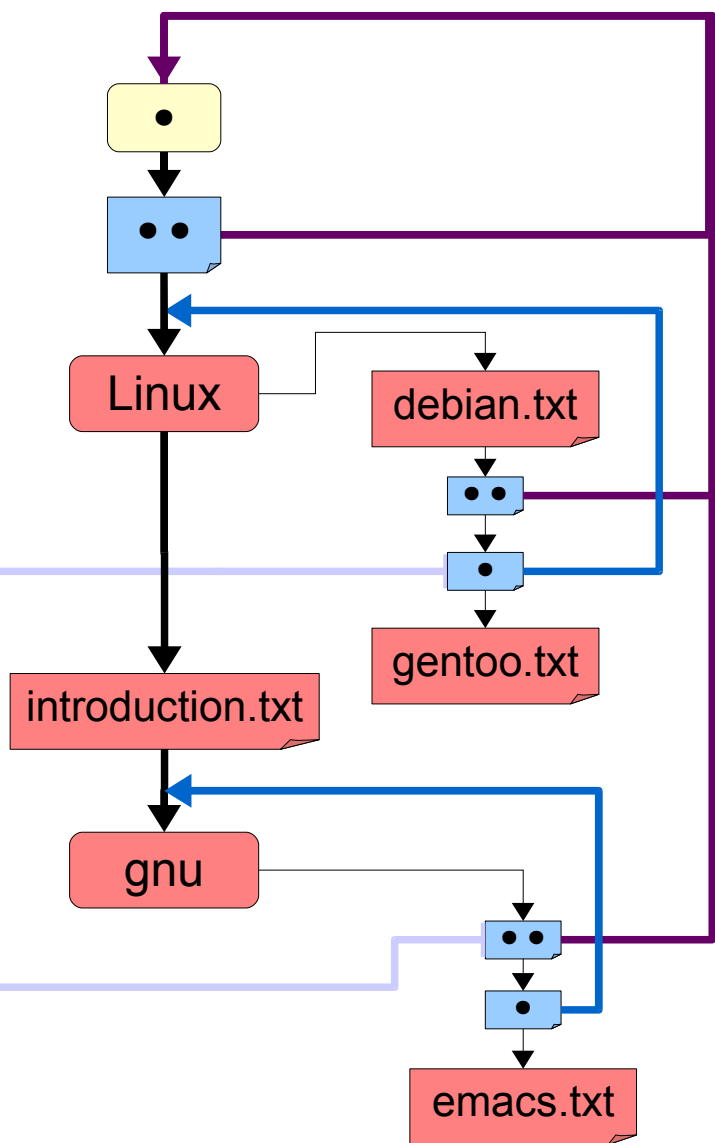 •
••
Linux
debian.txt
••
•
gentoo.txt
introduction.txt
gnu
••
•
emacs.txt